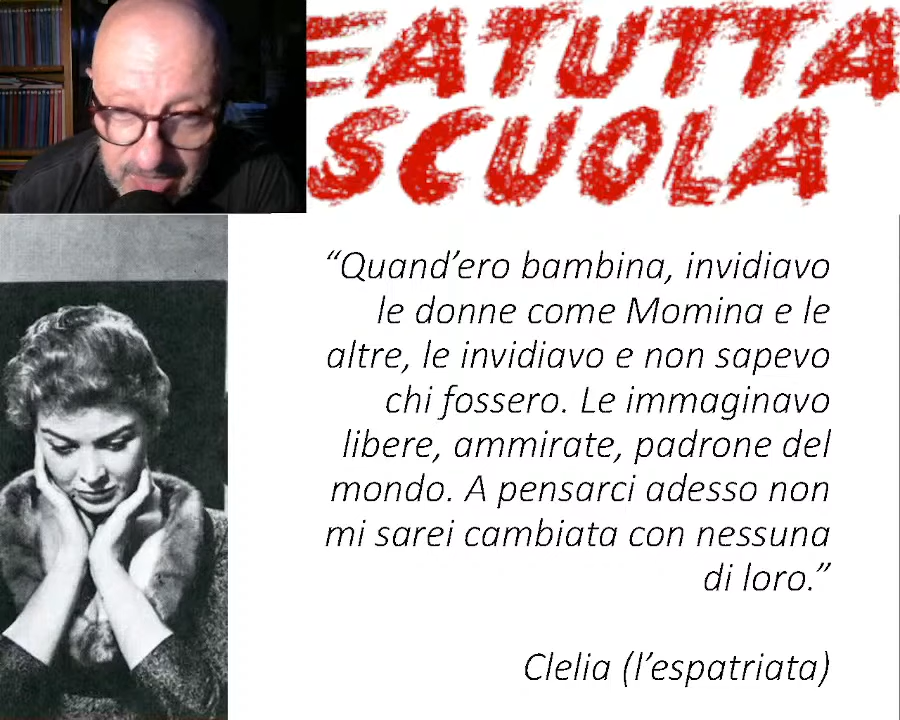 EATUTTA
SCUOLA
“Quand’ero bambina, invidiavo
le donne come Momina e le
altre, le invidiavo e non sapevo
chi fossero. Le immaginavo
libere, ammirate, padrone del
mondo. A pensarci adesso non
mi sarei cambiata con nessuna
di loro.”
Clelia (l’espatriata)